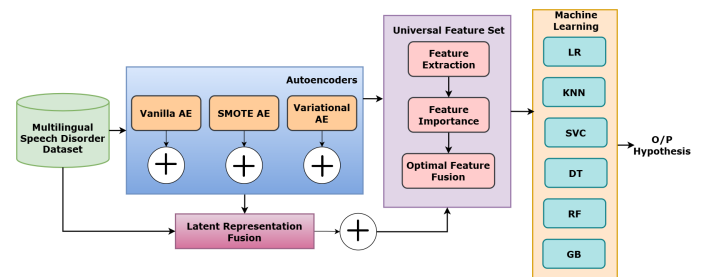 Multilingual
Speech Disorder
Dataset
Autoencoders
Vanilla AE
SMOTE AE
Variational
AE
Latent Representation
Fusion
Universal Feature Set
Feature
Extraction
Feature
Importance
Optimal Feature
Fusion
Machine
Learning
LR
KNN
SVC
DT
RF
GB
O/P
Hypothesis